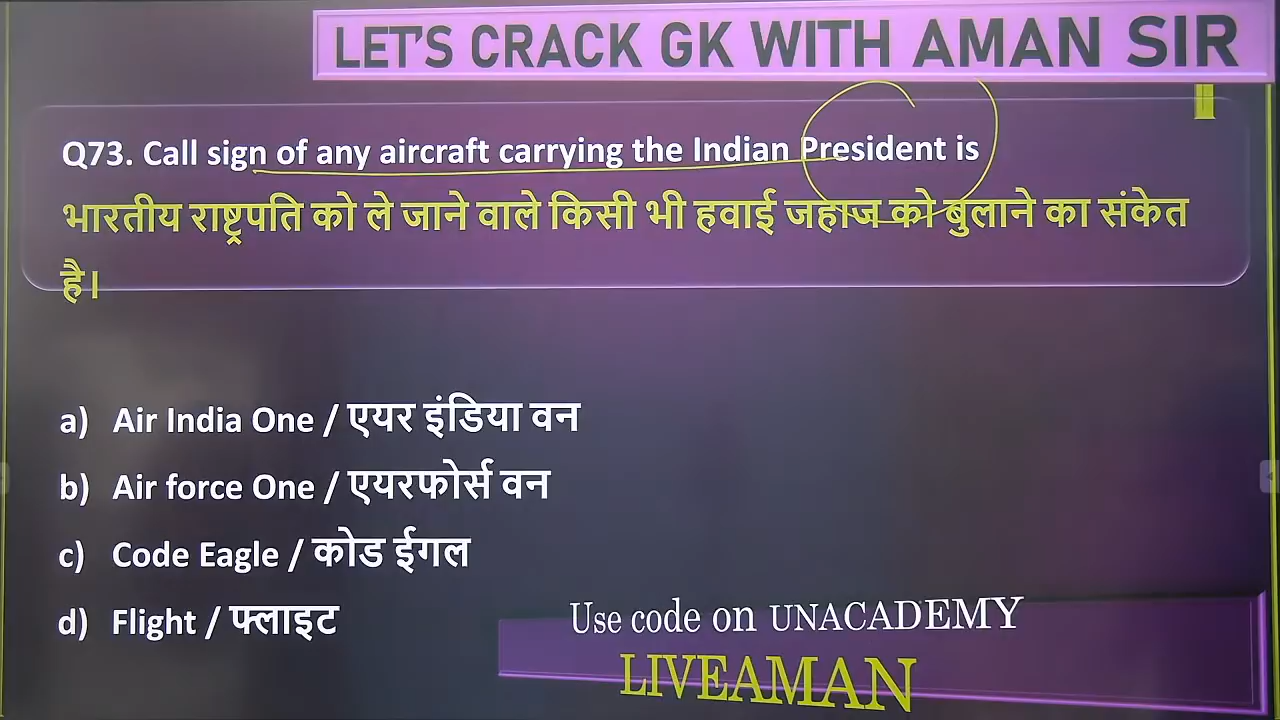 LET'S CRACK GK WITH AMAN SIR
Q73. Call sign of any aircraft carrying the Indian President is
भारतीय राष्ट्रपति को ले जाने वाले किसी भी हवाई जहाज को बुलाने का संकेत
है।
a) Air India One / एयर इंडिया वन
b) Air force One / एयरफोर्स वन
c) Code Eagle / कोड ईगल
d) Flight / फ्लाइट
Use code on UNACADEMY
LIVEAMAN